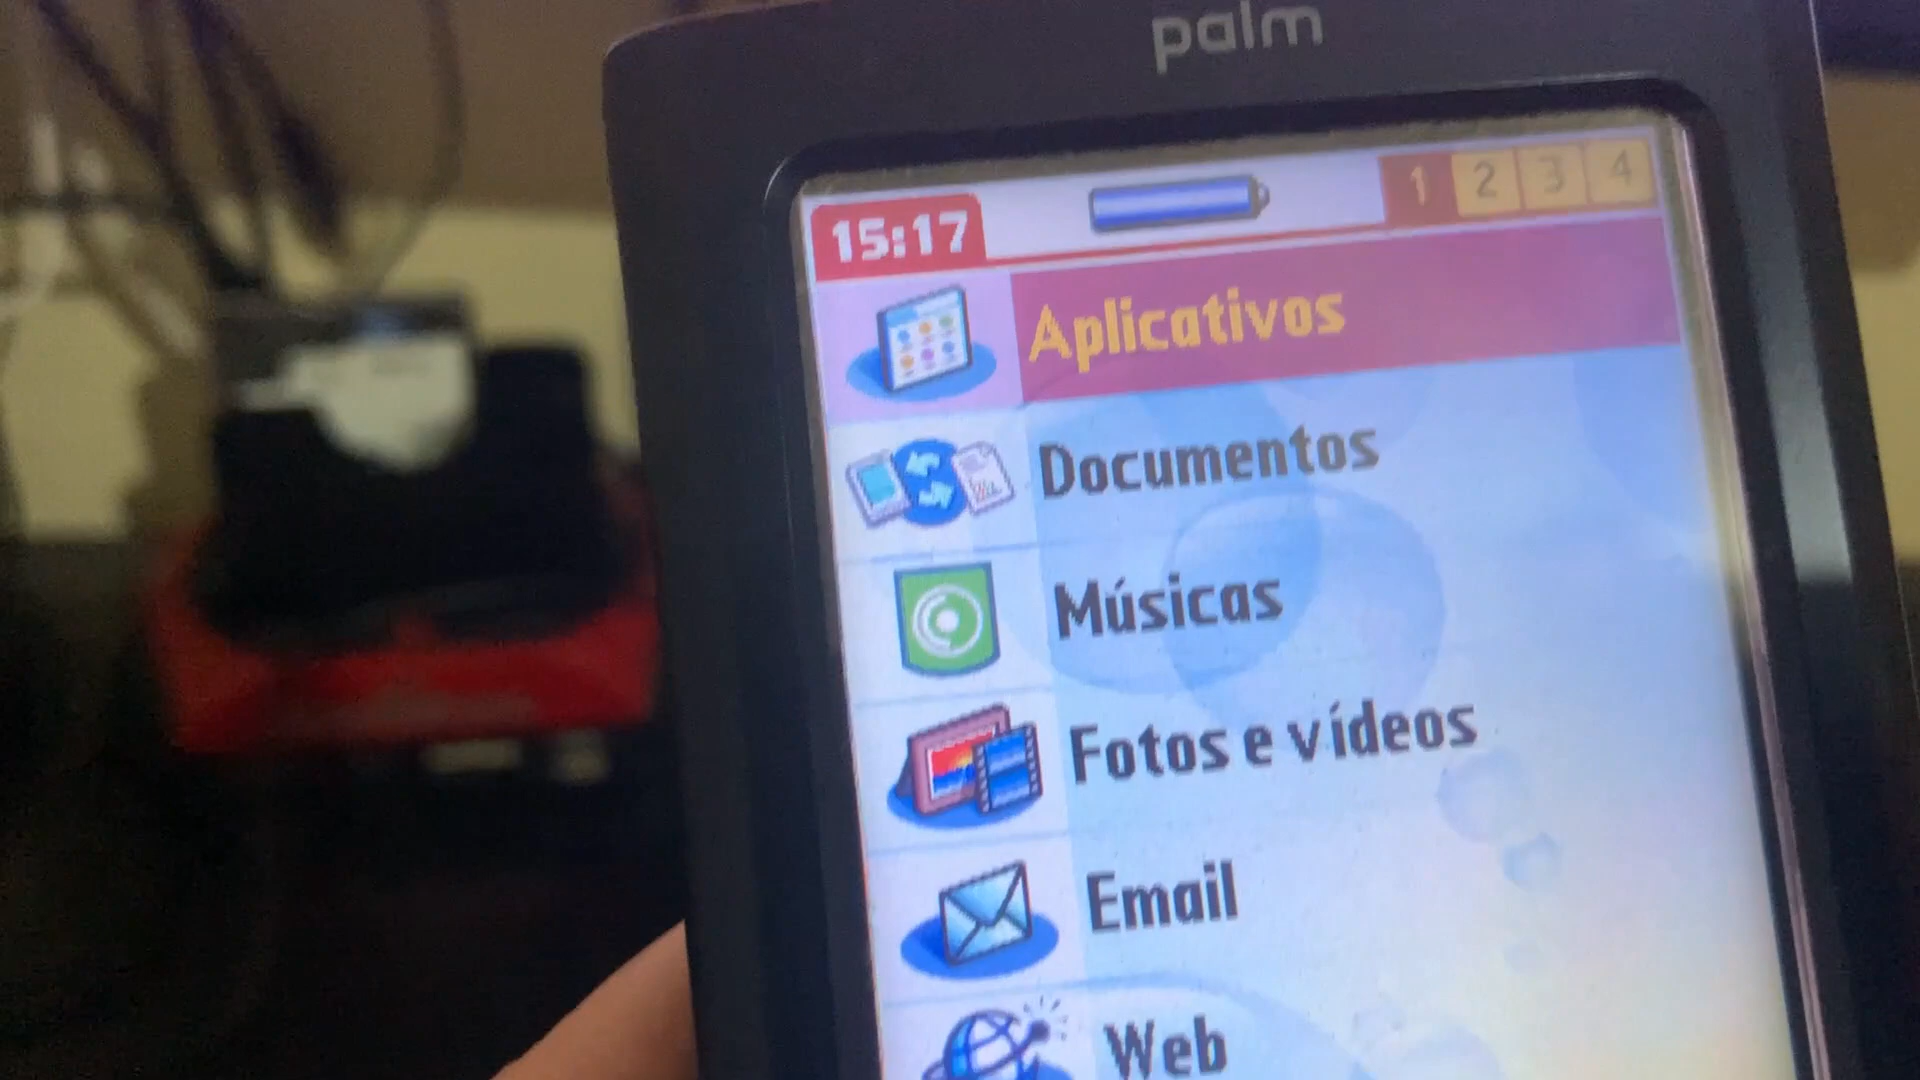 palm
15:17
1 2 3 4
Aplicativos
Documentos
Músicas
Fotos e vídeos
Email
Web